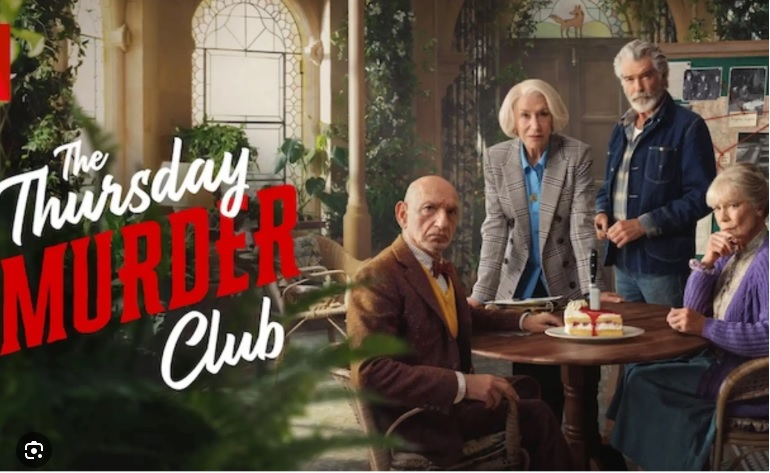 The
Thursday
MURDER
Club